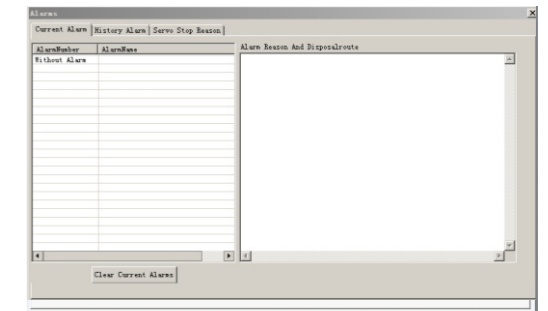 Alarms
Current Alarm History Alarm Servo Stop Reason
AlarmNumber AlarmName
Without Alarm
Alarm Reason And Disposalroute
Clear Current Alarms